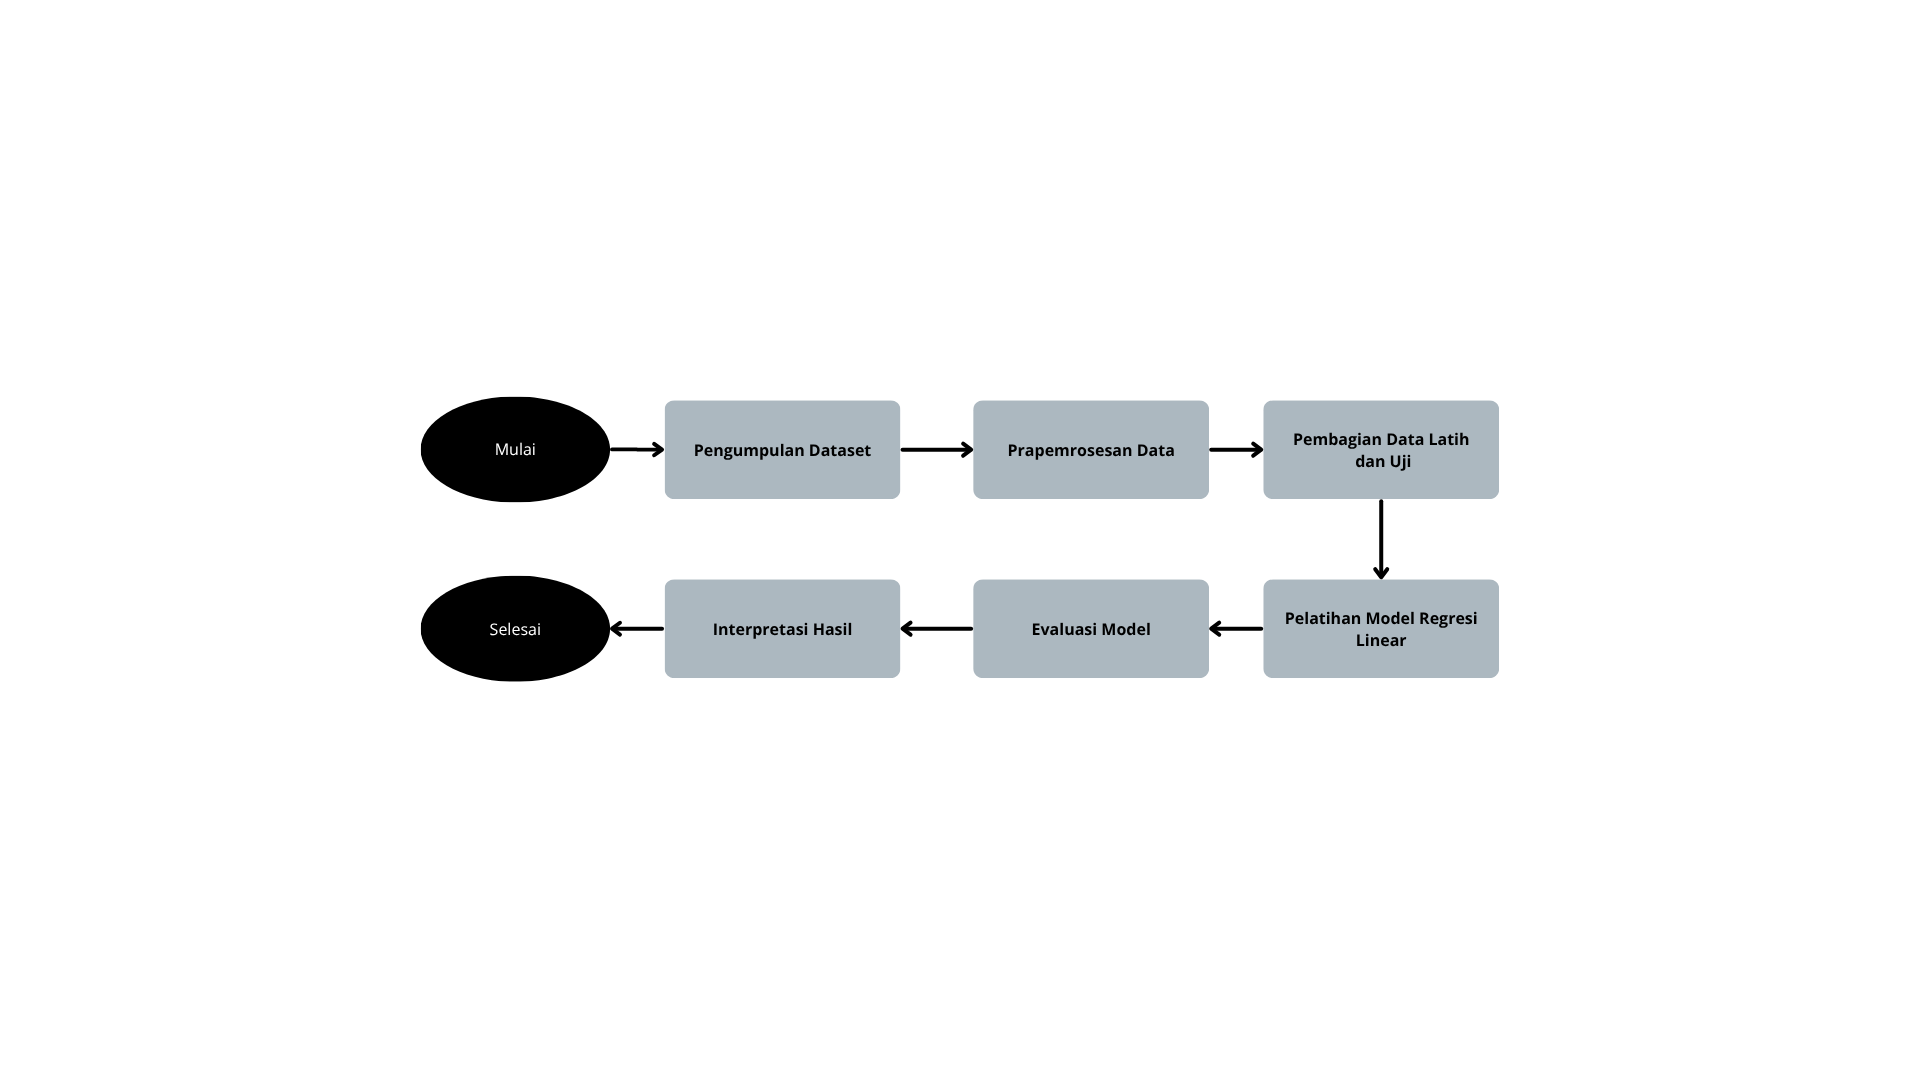 Mulai
Pengumpulan Dataset
Prapemrosesan Data
Pembagian Data Latih
dan Uji
Pelatihan Model Regresi
Linear
Evaluasi Model
Interpretasi Hasil
Selesai